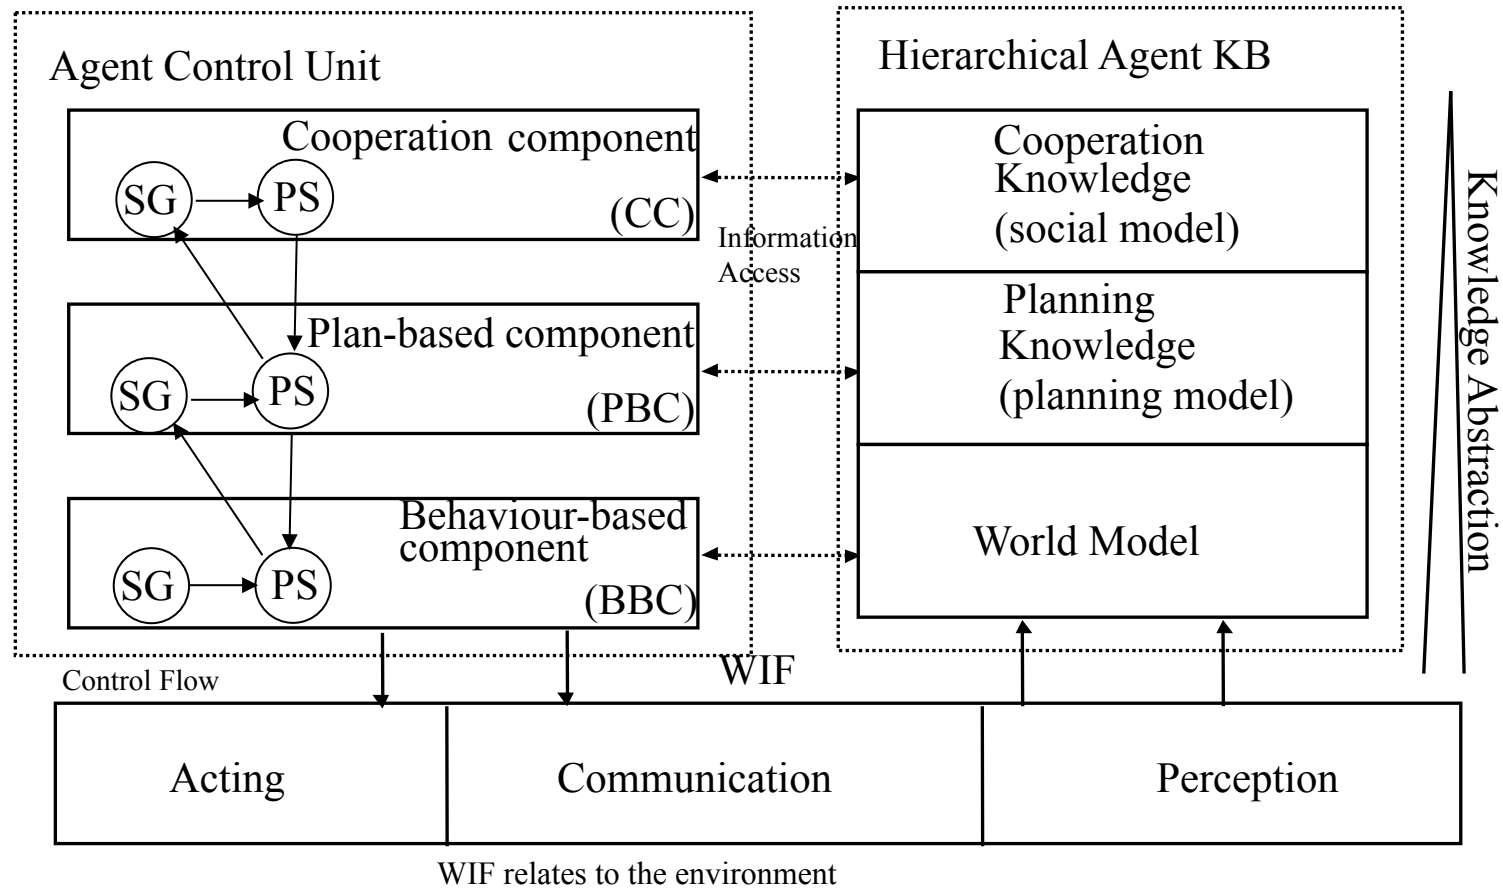 Agent Control Unit
Cooperation component
SG
PS
(CC)
Plan-based component
SG
PS
(PBC)
Behaviour-based
component
SG
PS
(BBC)
Information
Access
Hierarchical Agent KB
Cooperation
Knowledge
(social model)
Planning
Knowledge
(planning model)
World Model
Knowledge Abstraction
Control Flow
WIF
Acting
Communication
Perception
WIF relates to the environment